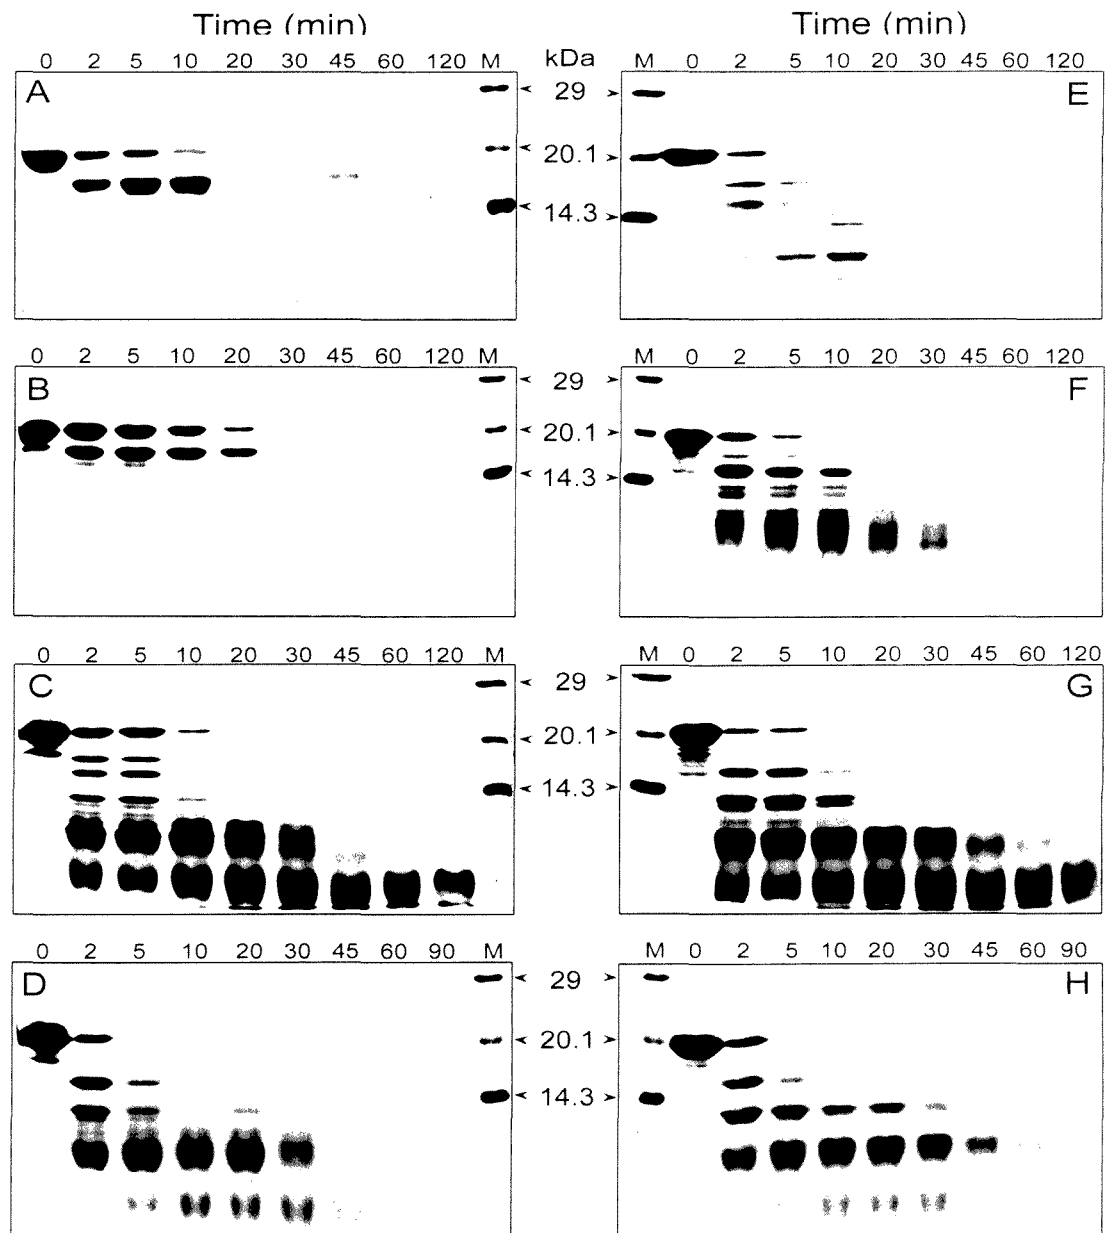 Time (min) Time (min)
0 2 5 10 20 30 45 60 120 M kDa M 0 2 5 10 20 30 45 60 120
A 29 E
20.1
14.3
0 2 5 10 20 30 45 60 120 M M 0 2 5 10 20 30 45 60 120
B 29 F
20.1
14.3
0 2 5 10 20 30 45 60 120 M M 0 2 5 10 20 30 45 60 120
C 29 G
20.1
14.3
0 2 5 10 20 30 45 60 90 M M 0 2 5 10 20 30 45 60 90
D 29 H
20.1
14.3